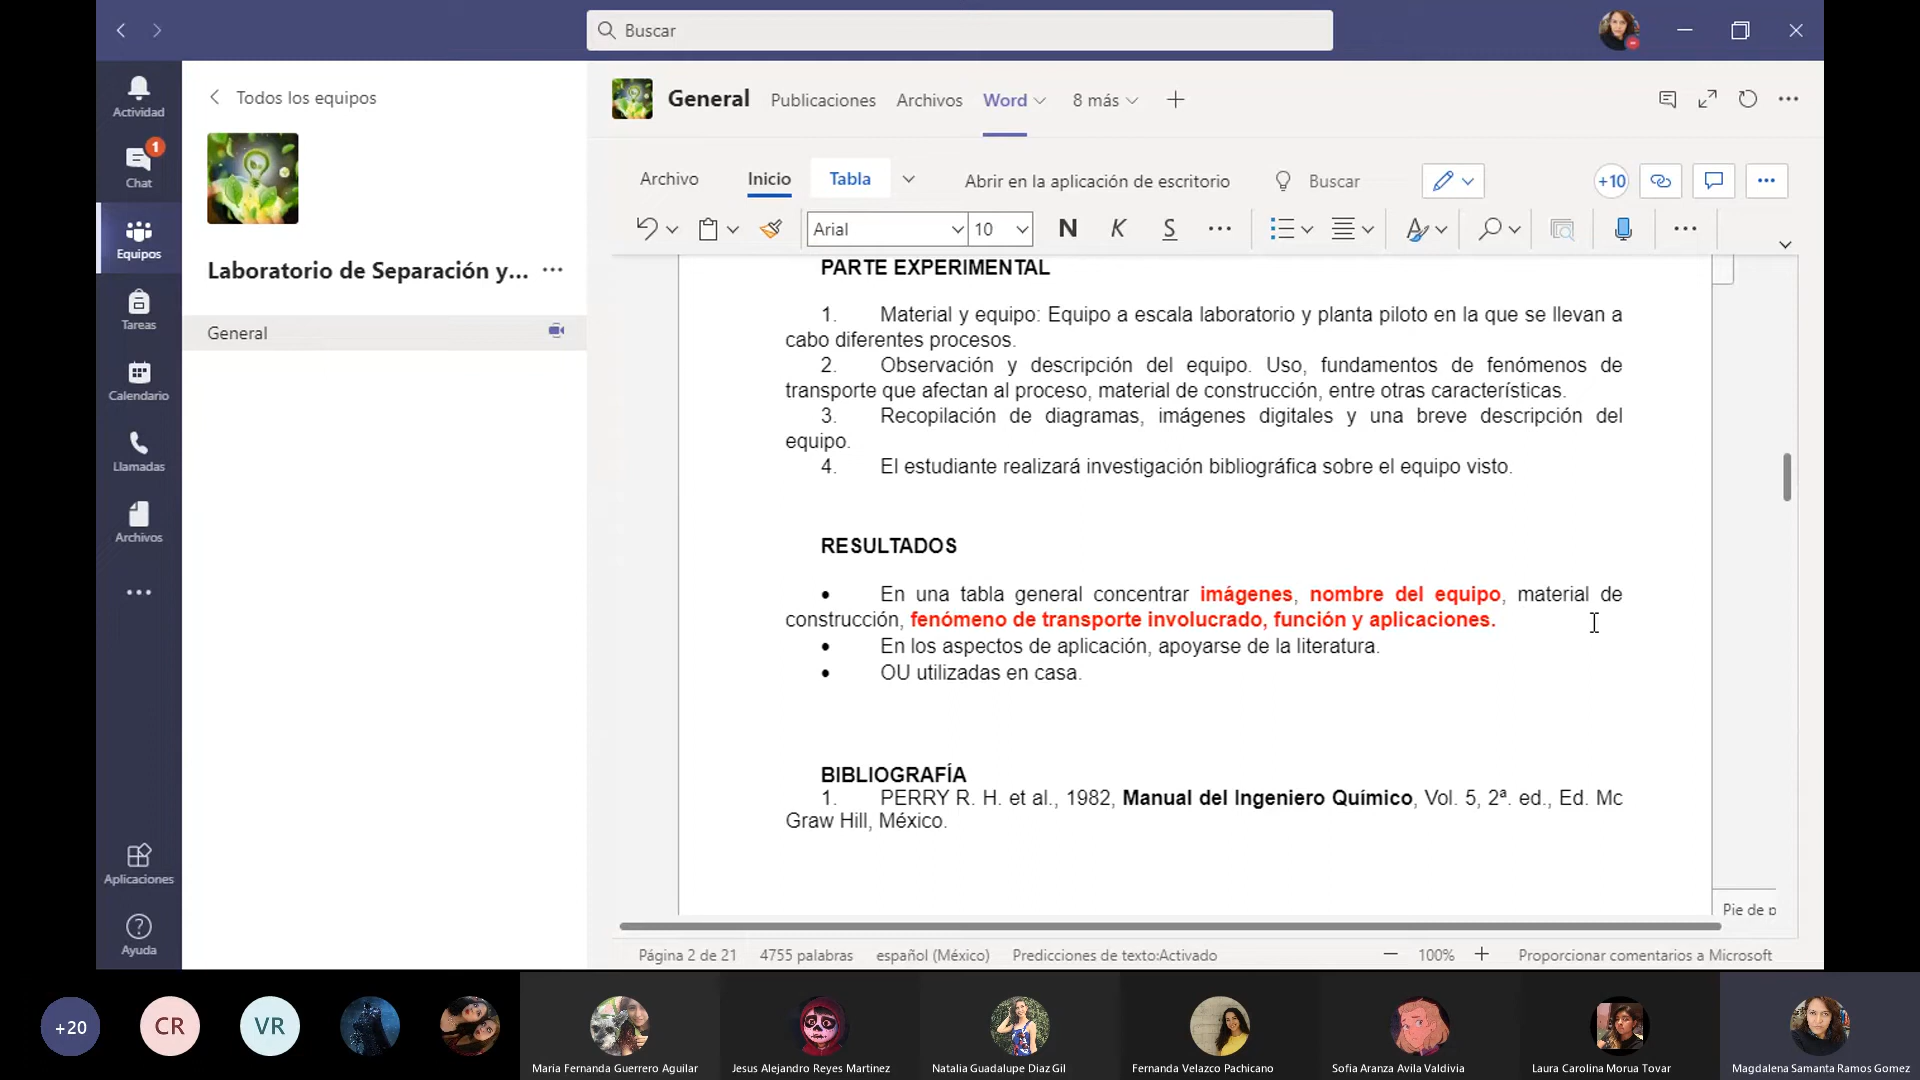 Buscar
Actividad
1
Chat
Equipos
Tareas
Calendario
Llamadas
Archivos
Aplicaciones
Ayuda
Todos los equipos
Laboratorio de Separación y...
General
General
Publicaciones
Archivos
Word
8 más
Archivo
Inicio
Tabla
Abrir en la aplicación de escritorio
Buscar
+10
Arial
10
N
K
S
PARTE EXPERIMENTAL
1. Material y equipo: Equipo a escala laboratorio y planta piloto en la que se llevan a
cabo diferentes procesos.
2. Observación y descripción del equipo. Uso, fundamentos de fenómenos de
transporte que afectan al proceso, material de construcción, entre otras características.
3. Recopilación de diagramas, imágenes digitales y una breve descripción del
equipo.
4. El estudiante realizará investigación bibliográfica sobre el equipo visto.
RESULTADOS
• En una tabla general concentrar imágenes, nombre del equipo, material de
construcción, fenómeno de transporte involucrado, función y aplicaciones.
• En los aspectos de aplicación, apoyarse de la literatura.
• OU utilizadas en casa.
BIBLIOGRAFÍA
1. PERRY R. H. et al., 1982, Manual del Ingeniero Químico, Vol. 5, 2ª. ed., Ed. Mc
Graw Hill, México.
Pie de p
Página 2 de 21
4755 palabras
español (México)
Predicciones de texto:Activado
100%
Proporcionar comentarios a Microsoft
+20
CR
VR
Maria Fernanda Guerrero Aguilar
Jesus Alejandro Reyes Martinez
Natalia Guadalupe Diaz Gil
Fernanda Velazco Pachicano
Sofia Aranza Avila Valdivia
Laura Carolina Morua Tovar
Magdalena Samanta Ramos Gomez